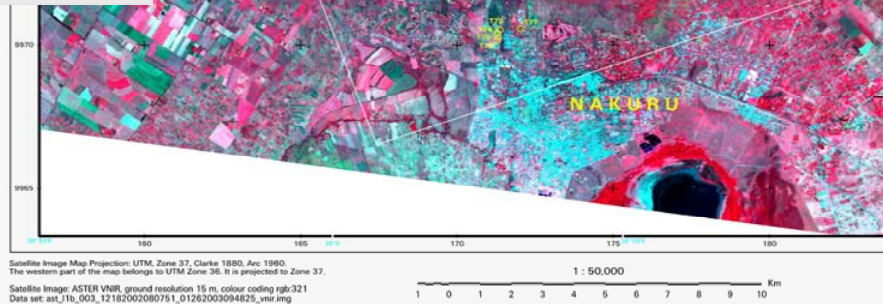 9970
NAKURU
9965
160
165
36°E
170
175
180
Satellite Image Map Projection: UTM, Zone 37, Clarke 1880, Arc 1960.
The western part of the map belongs to UTM Zone 36. It is projected to Zone 37.
1 : 50,000
Satellite Image: ASTER VNIR, ground resolution 15 m, colour coding rgb:321
Data set: ast_l1b_003_12182002080751_01262003094825_vnir.img
Km
1 0 1 2 3 4 5 6 7 8 9 10